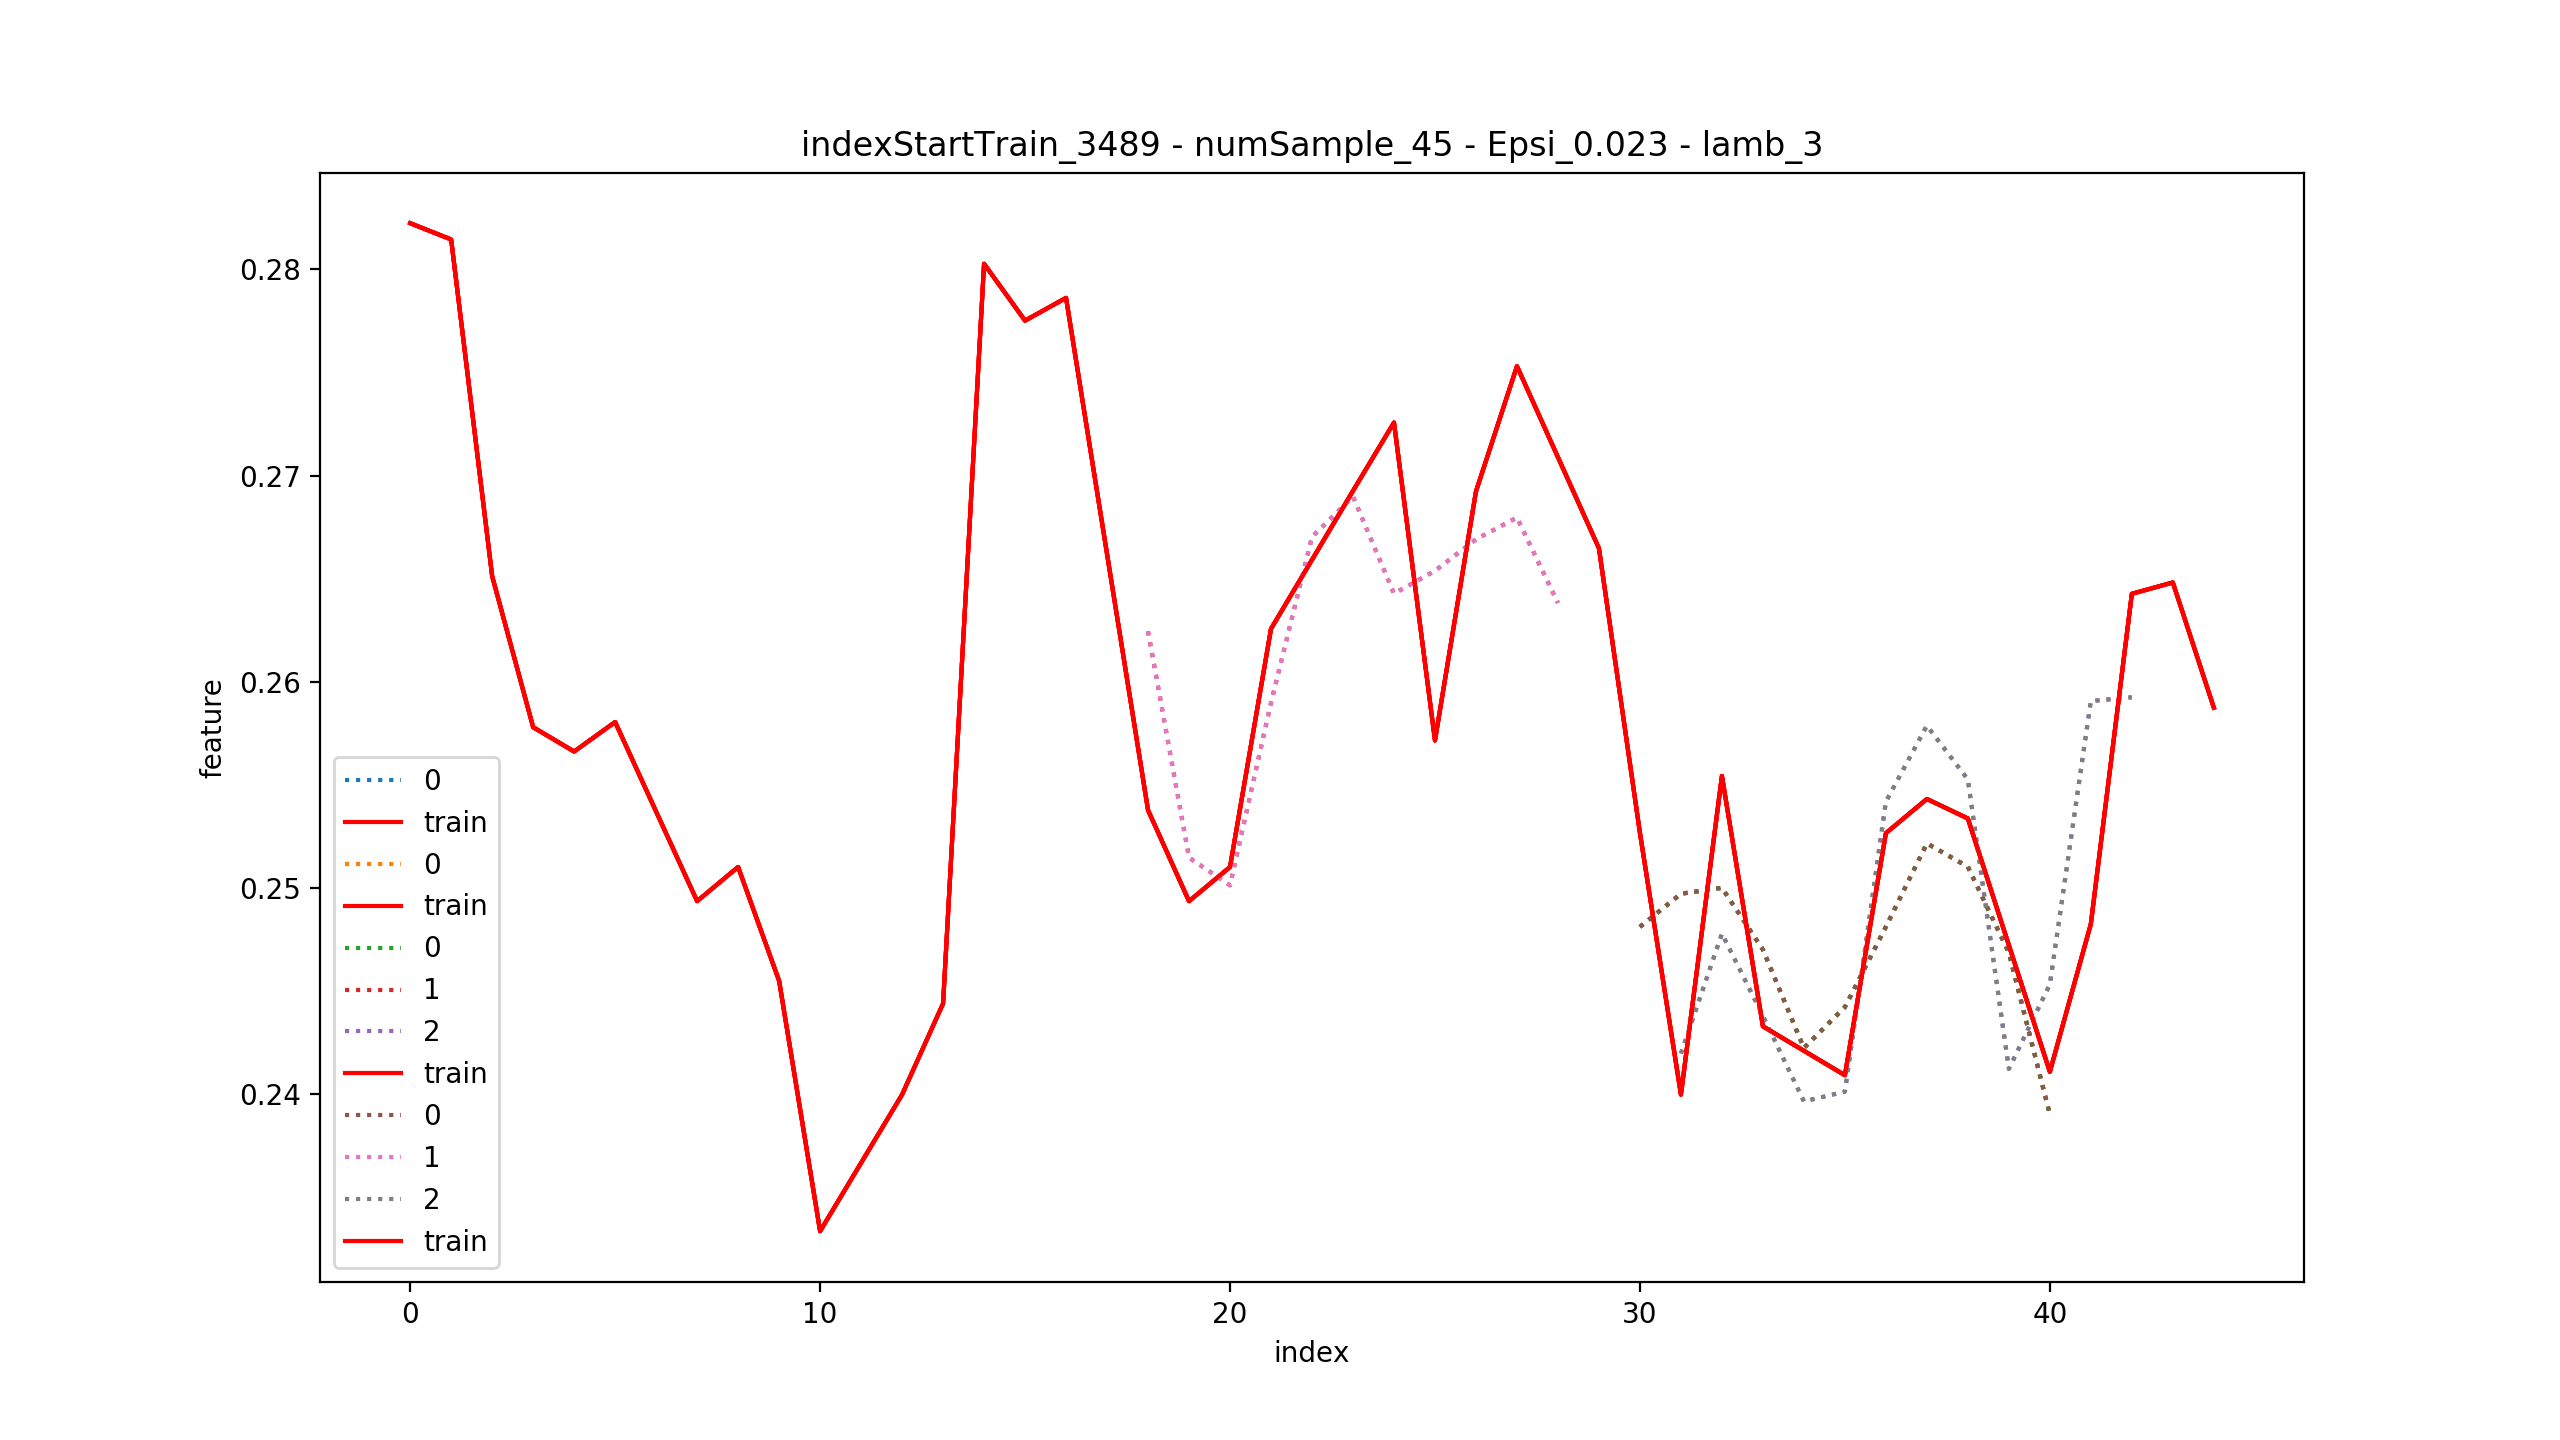 indexStartTrain_3489 - numSample_45 - Epsi_0.023 - lamb_3
0.28
0.27
0.26
0.25
0.24
feature
0
train
0
train
0
1
2
train
0
1
2
train
0 10 20 30 40
index